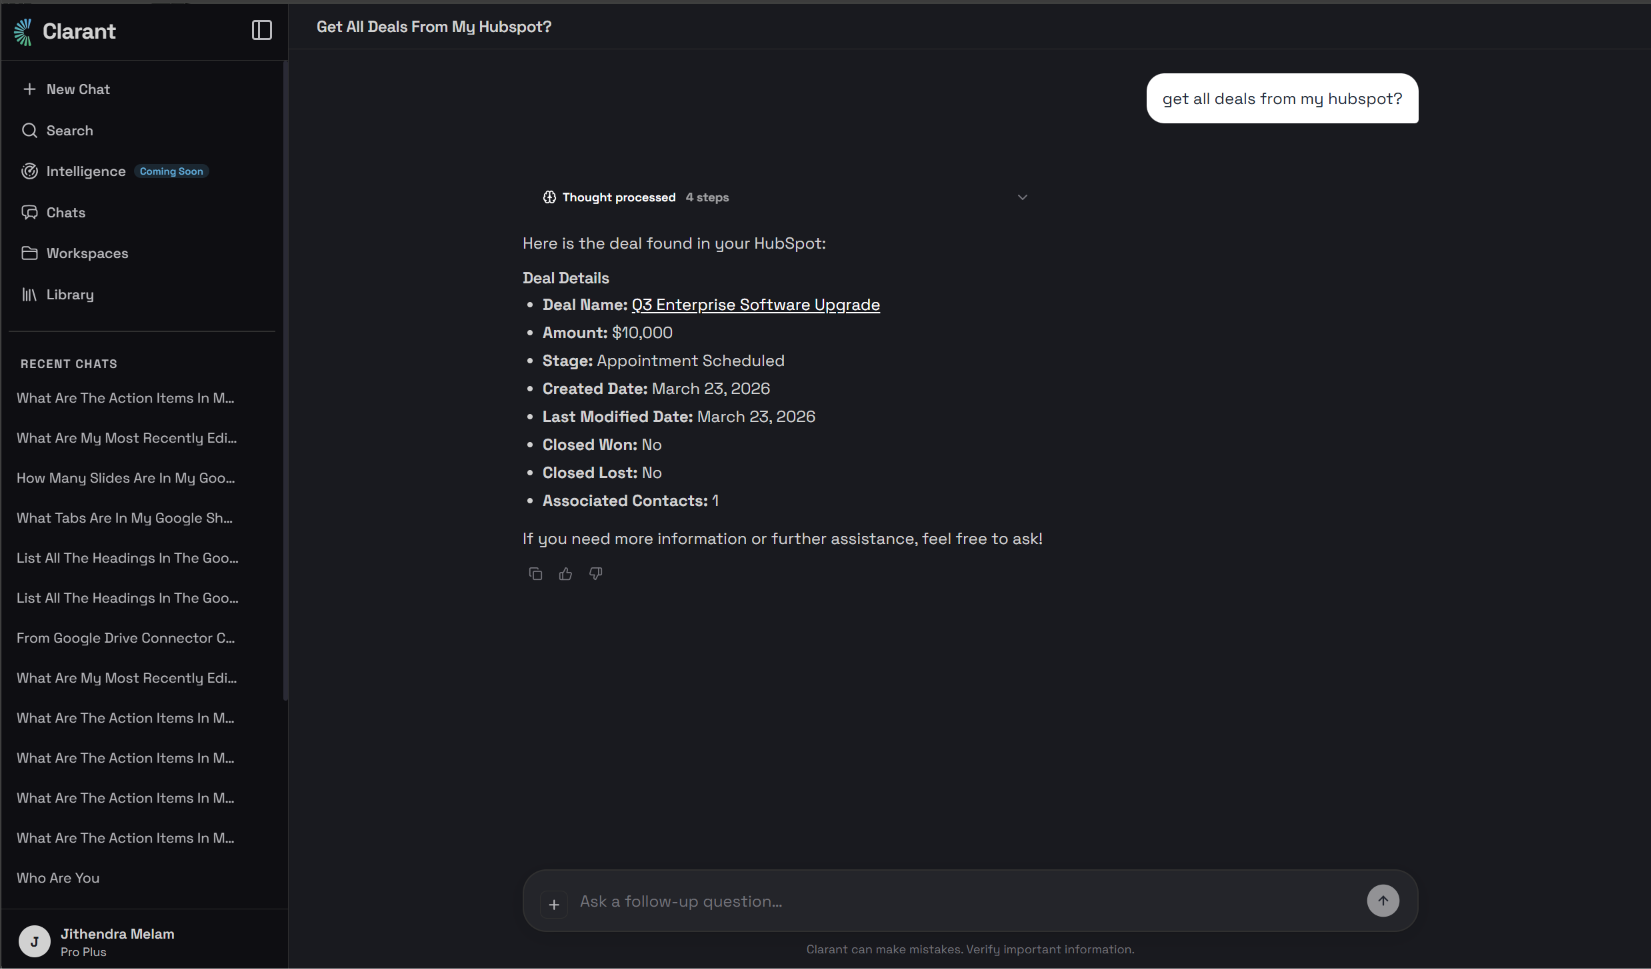 Clarant
New Chat
Search
Intelligence Coming Soon
Chats
Workspaces
Library
RECENT CHATS
What Are The Action Items In M...
What Are My Most Recently Edi...
How Many Slides Are In My Goo...
What Tabs Are In My Google Sh...
List All The Headings In The Goo...
List All The Headings In The Goo...
From Google Drive Connector C...
What Are My Most Recently Edi...
What Are The Action Items In M...
What Are The Action Items In M...
What Are The Action Items In M...
What Are The Action Items In M...
Who Are You
J
Jithendra Melam
Pro Plus
Get All Deals From My Hubspot?
get all deals from my hubspot?
Thought processed 4 steps
Here is the deal found in your HubSpot:
Deal Details
• Deal Name: Q3 Enterprise Software Upgrade
• Amount: $10,000
• Stage: Appointment Scheduled
• Created Date: March 23, 2026
• Last Modified Date: March 23, 2026
• Closed Won: No
• Closed Lost: No
• Associated Contacts: 1
If you need more information or further assistance, feel free to ask!
Ask a follow-up question...
Clarant can make mistakes. Verify important information.